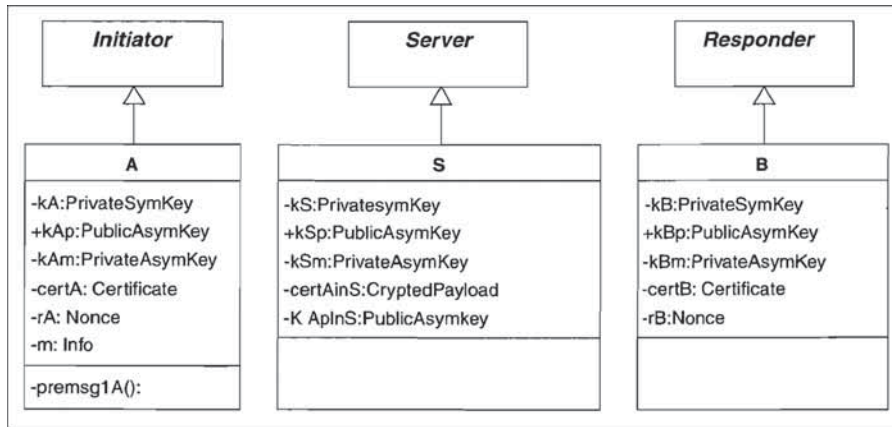 Initiator
Server
Responder
A
-kA:PrivateSymKey
+kAp:PublicAsymKey
-kAm:PrivateAsymKey
-certA: Certificate
-rA: Nonce
-m: Info
-premsg1A():
S
-kS:PrivatesymKey
+kSp:PublicAsymKey
-kSm:PrivateAsymKey
-certAinS:CryptedPayload
-K ApInS:PublicAsymkey
B
-kB:PrivateSymKey
+kBp:PublicAsymKey
-kBm:PrivateAsymKey
-certB: Certificate
-rB:Nonce